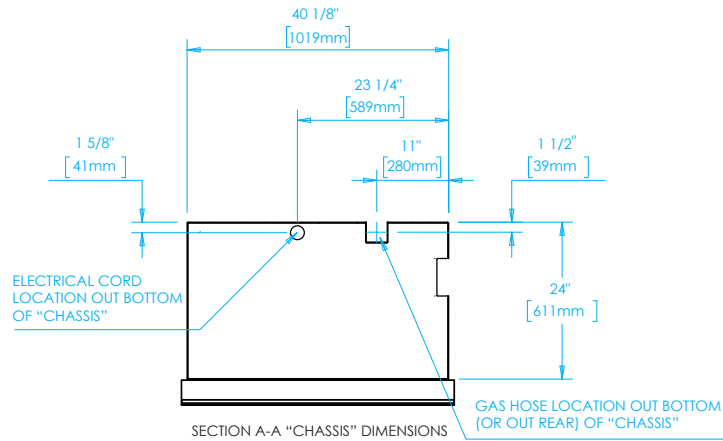 40 1/8"
[1019mm]
23 1/4"
[589mm]
1 5/8"
[41mm]
11"
[280mm]
1 1/2"
[39mm]
ELECTRICAL CORD
LOCATION OUT BOTTOM
OF “CHASSIS”
24"
[611mm]
GAS HOSE LOCATION OUT BOTTOM
(OR OUT REAR) OF “CHASSIS”
SECTION A-A “CHASSIS” DIMENSIONS